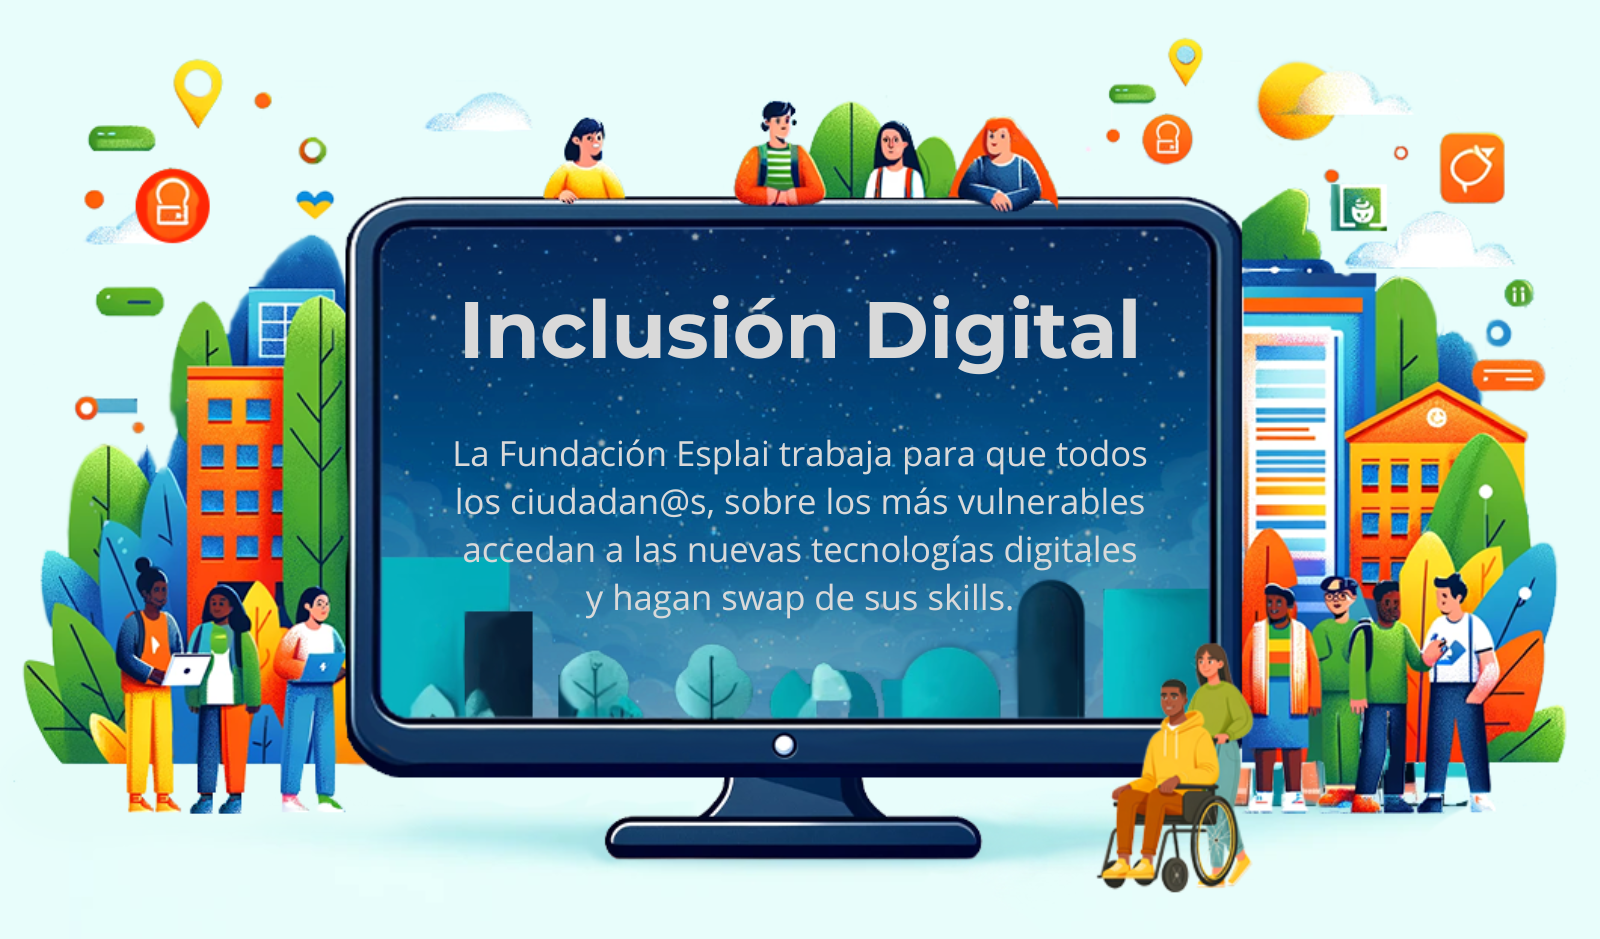 Inclusión Digital
La Fundación Esplai trabaja para que todos
los ciudadan@s, sobre los más vulnerables
accedan a las nuevas tecnologías digitales
y hagan swap de sus skills.